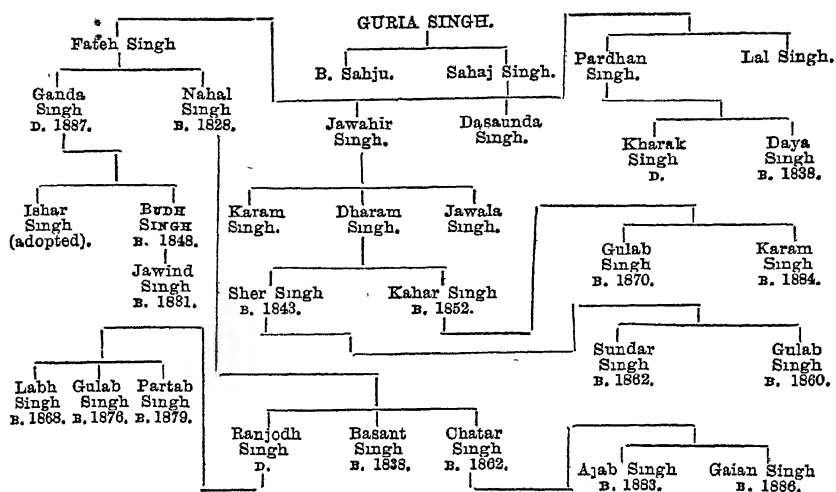 GURIA SINGH.
Fateh Singh
B. Sahju.
Sahaj Singh.
Pardhan
Singh.
Lal Singh.
Ganda
Singh
D. 1887.
Nahal
Singh
B. 1828.
Jawahir
Singh.
Dasaunda
Singh.
Kharak
Singh
D.
Daya
Singh
B. 1838.
Ishar
Singh
(adopted).
BUDH
SINGH
B. 1848.
Karam
Singh.
Dharam
Singh.
Jawala
Singh.
Jawind
Singh
B. 1881.
Gulab
Singh
B. 1870.
Karam
Singh
B. 1884.
Sher Singh
B. 1843.
Kahar Singh
B. 1852.
Sundar
Singh
B. 1862.
Gulab
Singh
B. 1860.
Labh
Singh
B. 1868.
Gulab
Singh
B. 1876.
Partab
Singh
B. 1879.
Ranjodh
Singh
D.
Basant
Singh
B. 1838.
Chatar
Singh
B. 1862.
Ajab Singh
B. 1883.
Gaian Singh
B. 1886.